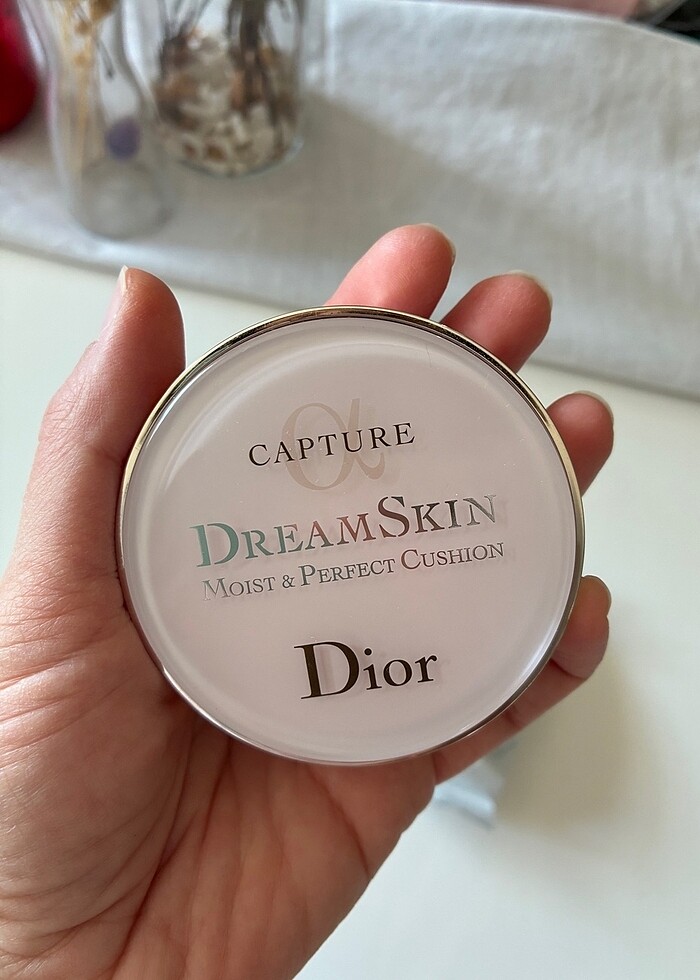 CAPTURE
DREAMSKIN
MOIST & PERFECT CUSHION
Dior